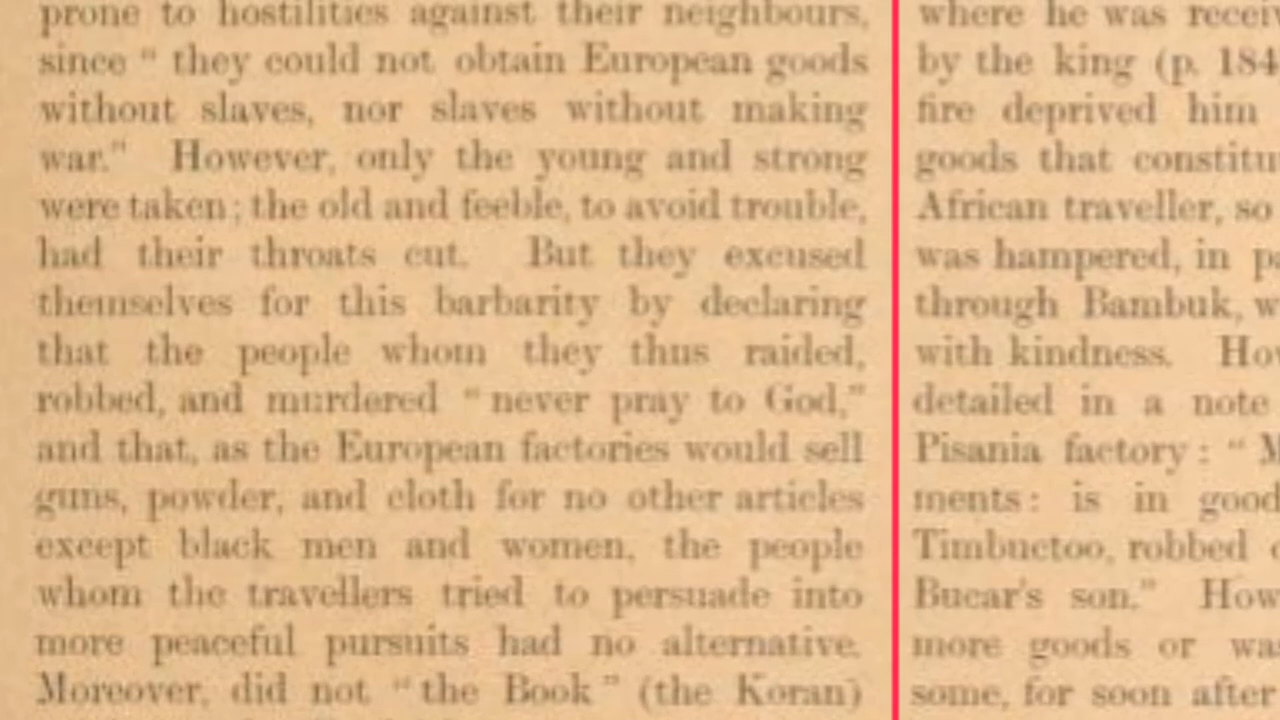 prone to hostilities against their neighbours,
since “ they could not obtain European goods
without slaves, nor slaves without making
war.” However, only the young and strong
were taken; the old and feeble, to avoid trouble,
had their throats cut. But they excused
themselves for this barbarity by declaring
that the people whom they thus raided,
robbed, and murdered “ never pray to God,”
and that, as the European factories would sell
guns, powder, and cloth for no other articles
except black men and women, the people
whom the travellers tried to persuade into
more peaceful pursuits had no alternative.
Moreover, did not “ the Book ” (the Koran)
where he was
by the king (p. 184
fire deprived him
goods that
African traveller, so
was hampered, in
through Bambuk,
with kindness.
detailed in a note
Pisania factory : “
ments : is in good
Timbuctoo, robbed
Bucar's son.”
more goods or
some, for soon after